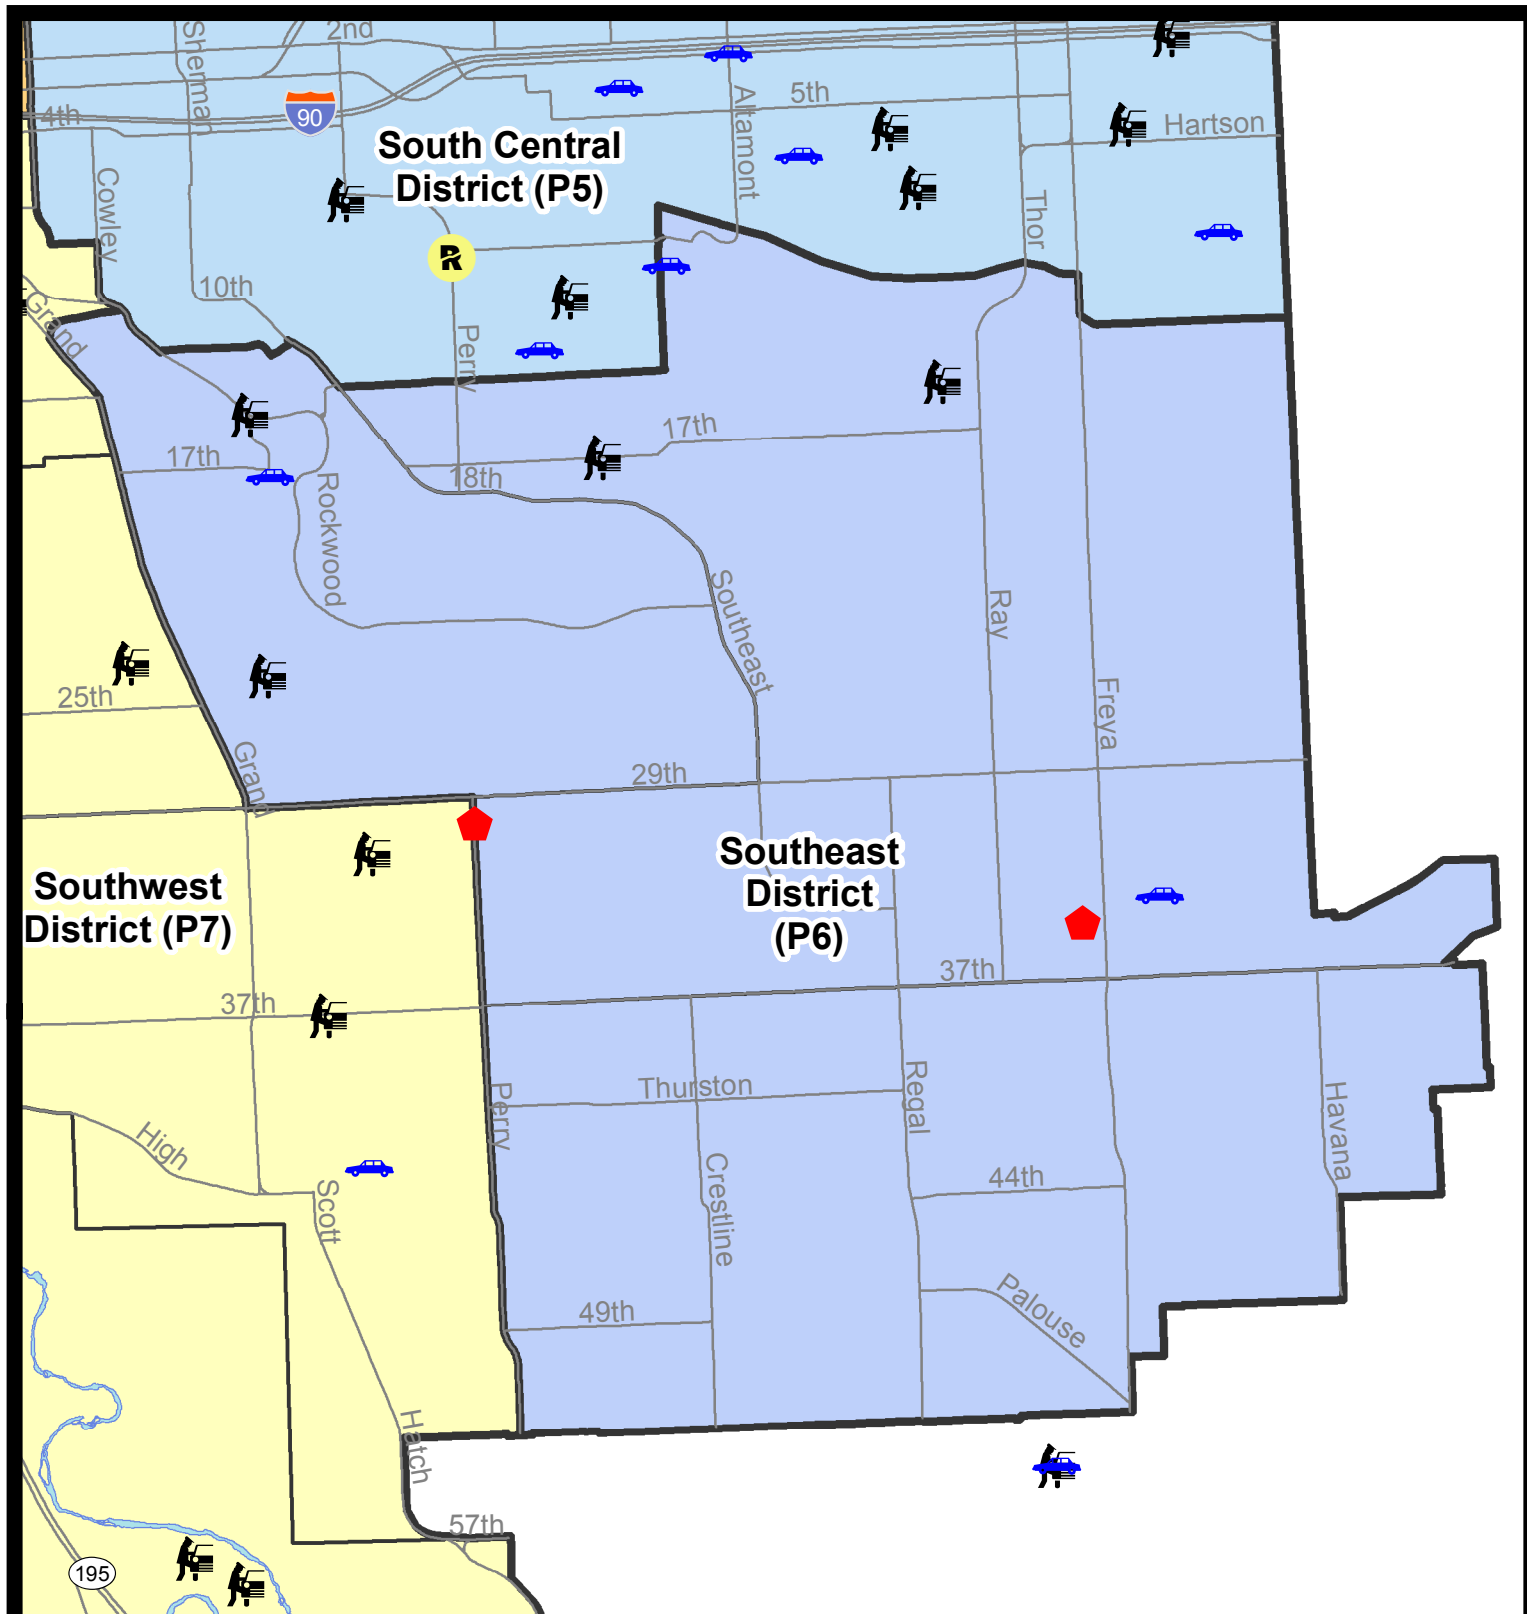 2nd
Sherman
4th
90
5th
Altamont
Hartson
South Central
District (P5)
Cowley
Thor
R
10th
Grand
Perry
17th
17th
18th
Rockwood
Southeast
Ray
25th
Freya
Grand
29th
Southeast
District
(P6)
Southwest
District (P7)
37th
37th
Thurston
Perry
Regal
Havana
High
Crestline
44th
Scott
49th
Palouse
Hatch
57th
195